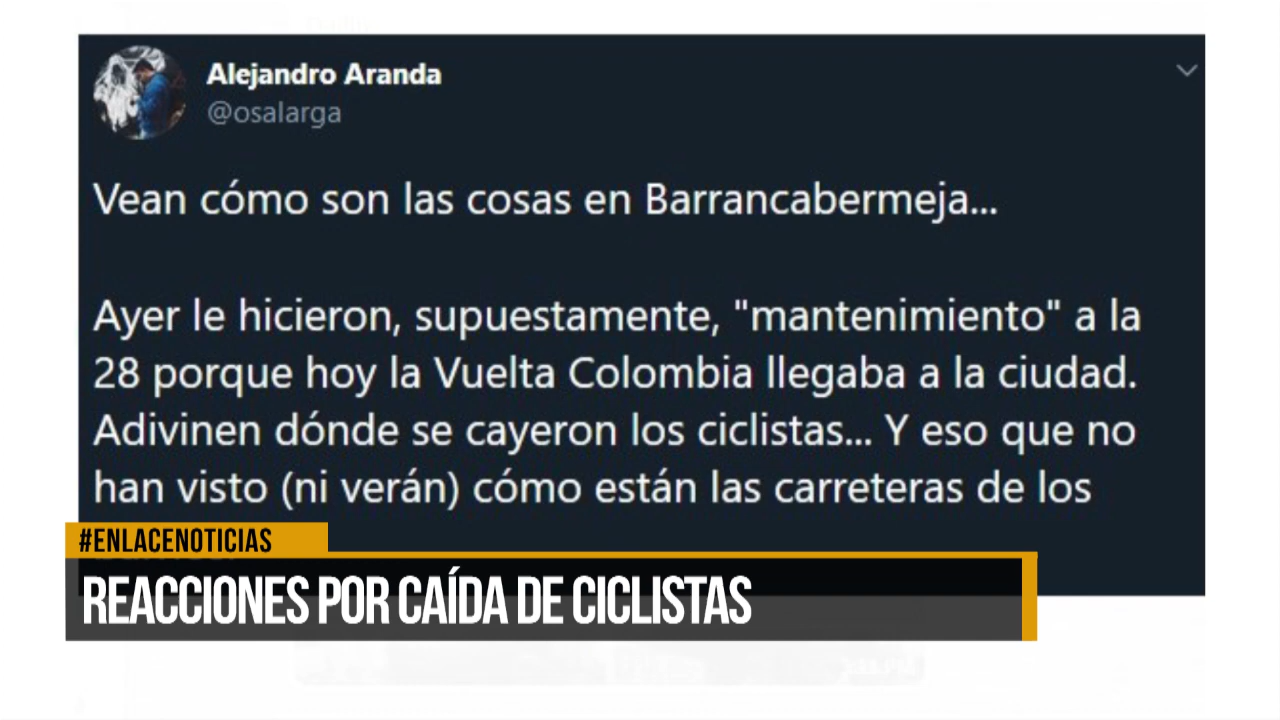 Alejandro Aranda
@osalarga
Vean cómo son las cosas en Barrancabermeja...
Ayer le hicieron, supuestamente, "mantenimiento" a la
28 porque hoy la Vuelta Colombia llegaba a la ciudad.
Adivinen dónde se cayeron los ciclistas... Y eso que no
han visto (ni verán) cómo están las carreteras de los
#ENLACENOTICIAS
REACCIONES POR CAÍDA DE CICLISTAS